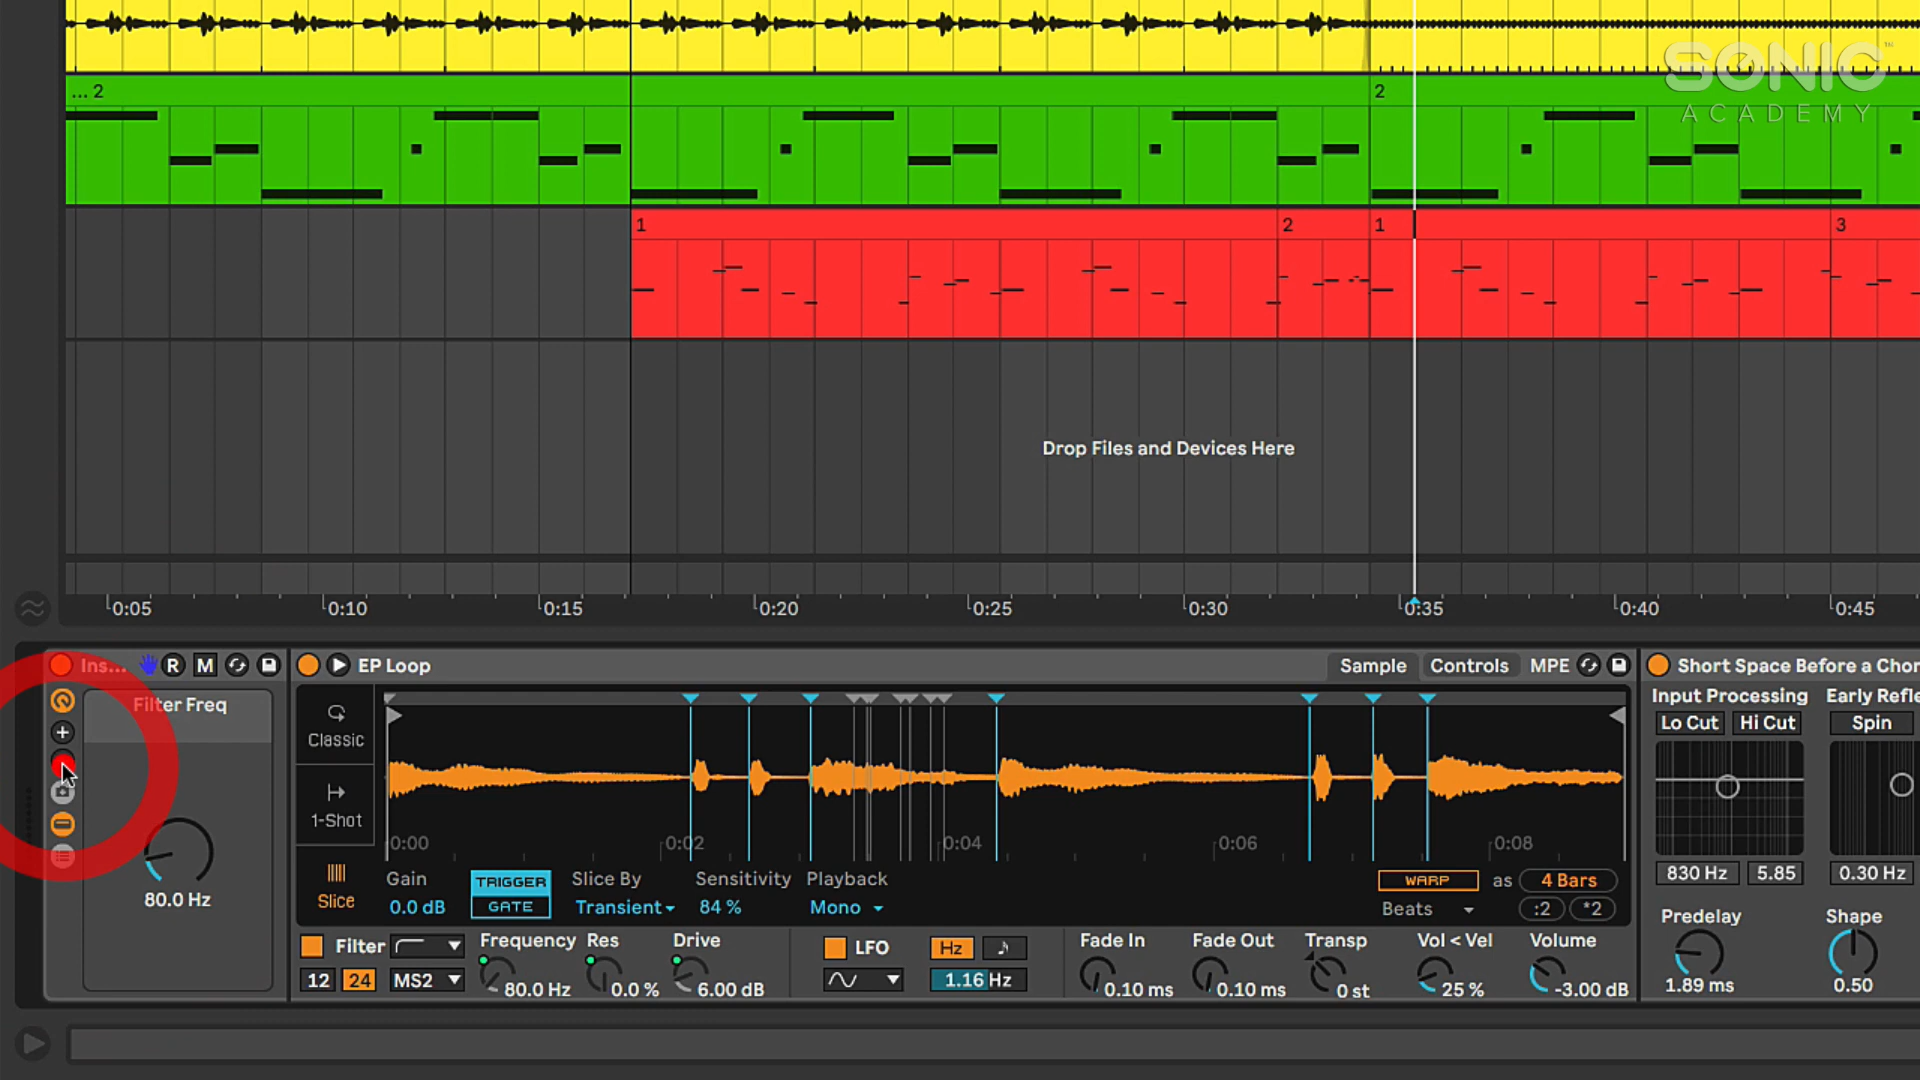 SONIC™
ACADEMY
... 2
2
1
2
1
3
Drop Files and Devices Here
0:05
0:10
0:15
0:20
0:25
0:30
0:35
0:40
0:45
Ins...
R
M
Filter Freq
80.0 Hz
EP Loop
Sample
Controls
MPE
Classic
1-Shot
Slice
0:00
0:02
0:04
0:06
0:08
Gain
0.0 dB
TRIGGER
GATE
Slice By
Transient
Sensitivity
84 %
Playback
Mono
WARP
as
4 Bars
Beats
:2
*2
Filter
12
24
MS2
Frequency
80.0 Hz
Res
0.0 %
Drive
6.00 dB
LFO
Hz
1.16 Hz
Fade In
0.10 ms
Fade Out
0.10 ms
Transp
0 st
Vol < Vel
25 %
Volume
-3.00 dB
Short Space Before a Chor
Input Processing
Early Refle
Lo Cut
Hi Cut
Spin
830 Hz
5.85
0.30 Hz
Predelay
1.89 ms
Shape
0.50